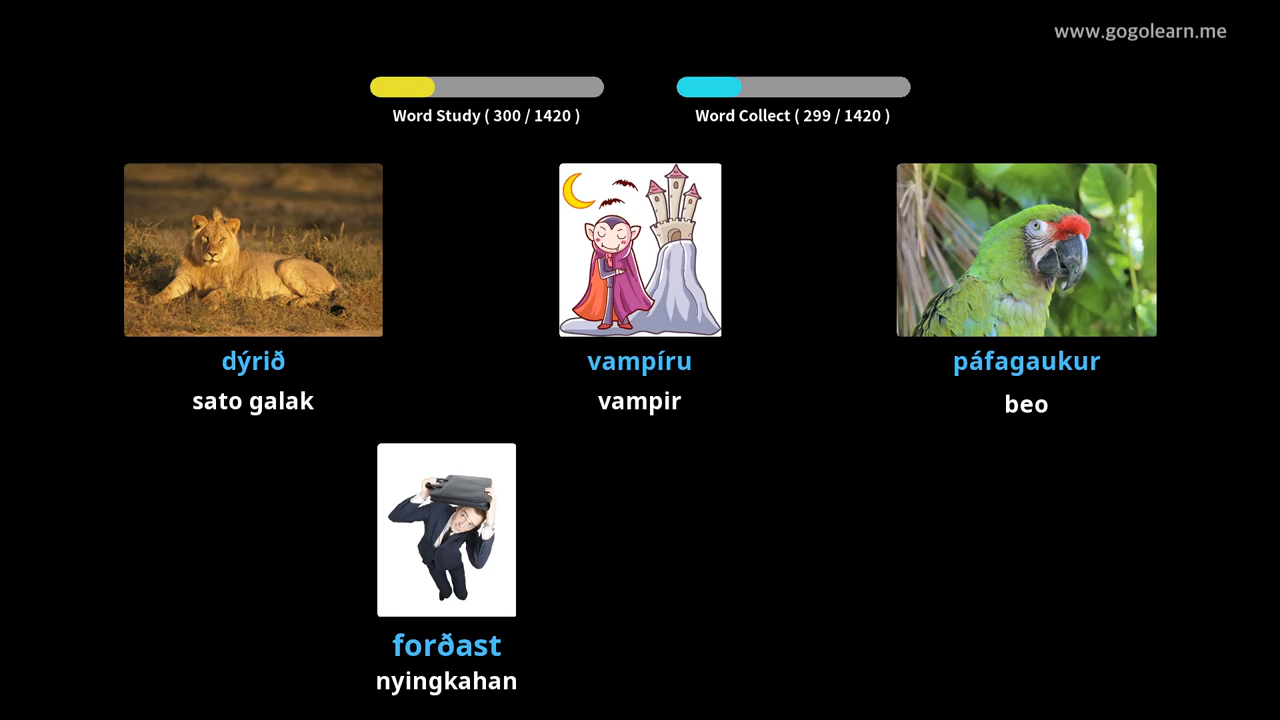 www.gogolearn.me
Word Study ( 300 / 1420 )
Word Collect ( 299 / 1420 )
dýrið
vampíru
páfagaukur
sato galak
vampir
beo
forðast
nyingkahan